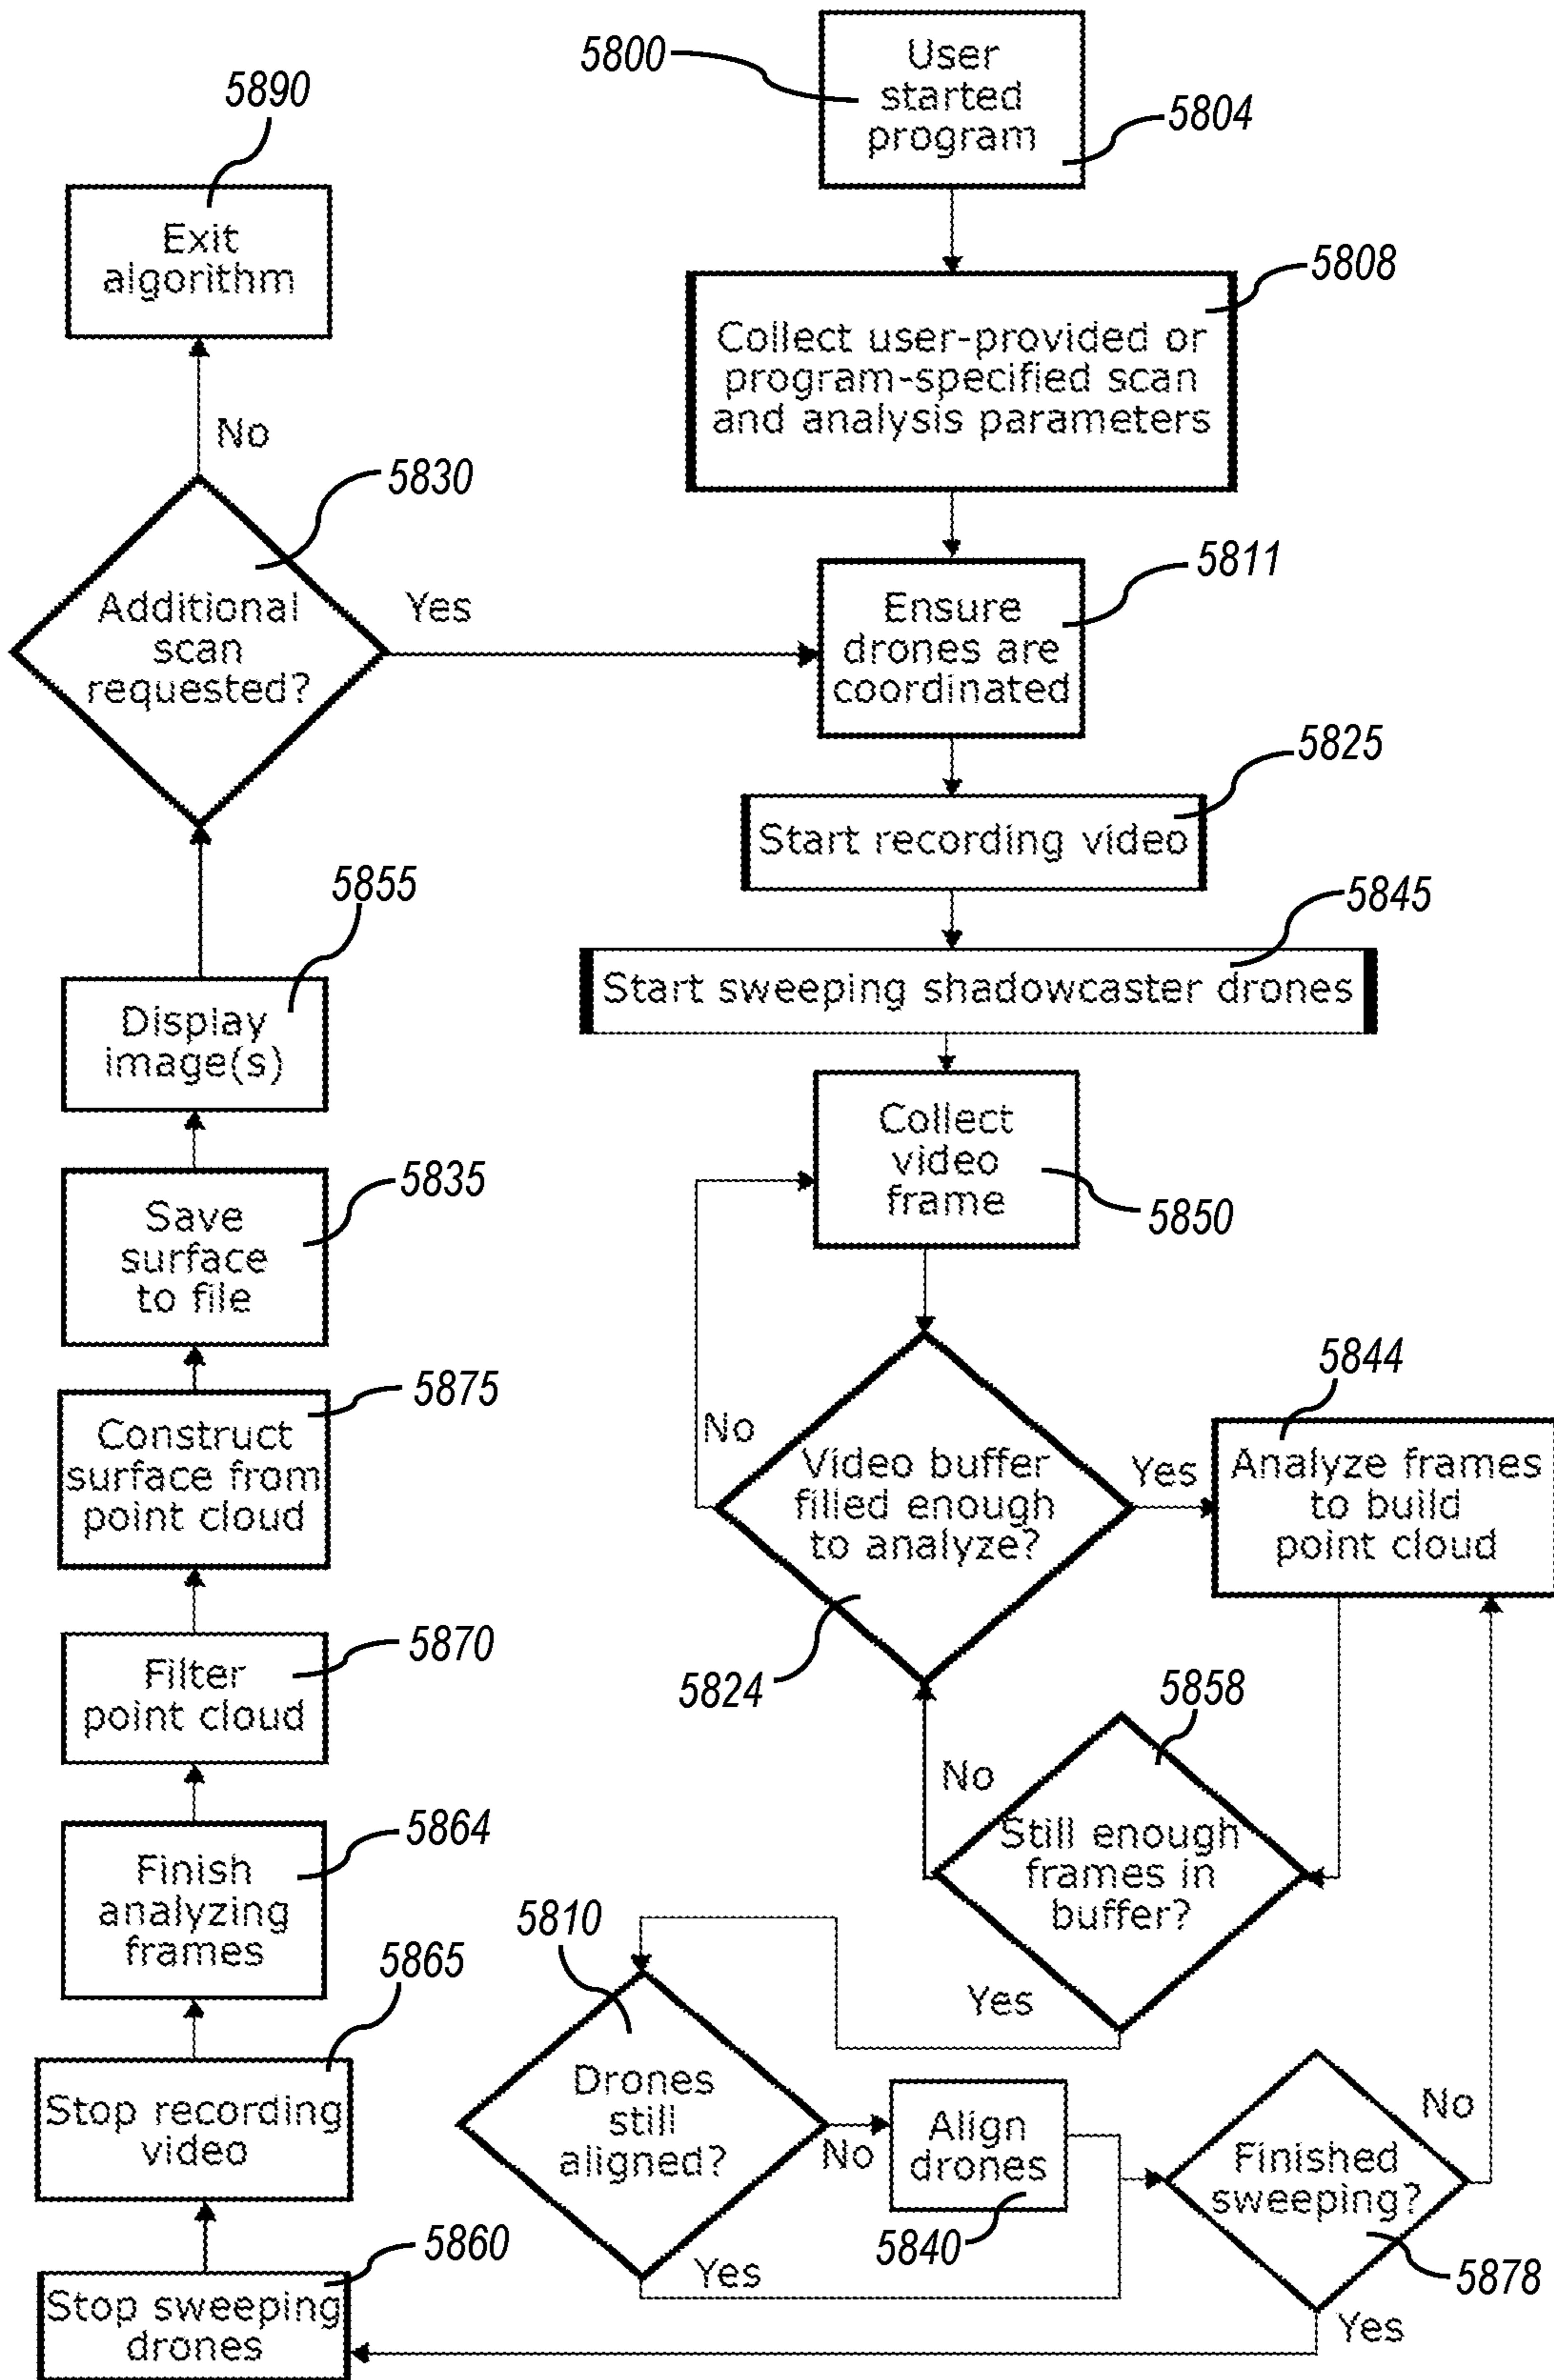 5800
User
started
program
5804
5808
Collect user-provided or
program-specified scan
and analysis parameters
5811
Ensure
drones are
coordinated
5825
Start recording video
5845
Start sweeping shadowcaster drones
Collect
video
frame
5850
No
Video buffer
filled enough
to analyze?
5824
Yes
5844
Analyze frames
to build
point cloud
5858
No
Still enough
frames in
buffer?
Yes
5810
Drones
still
aligned?
No
Align
drones
5840
Yes
No
Finished
sweeping?
5878
Yes
5860
Stop sweeping
drones
5865
Stop recording
video
5864
Finish
analyzing
frames
5870
Filter
point cloud
5875
Construct
surface from
point cloud
5835
Save
surface
to file
5855
Display
image(s)
5830
Additional
scan
requested?
Yes
No
5890
Exit
algorithm